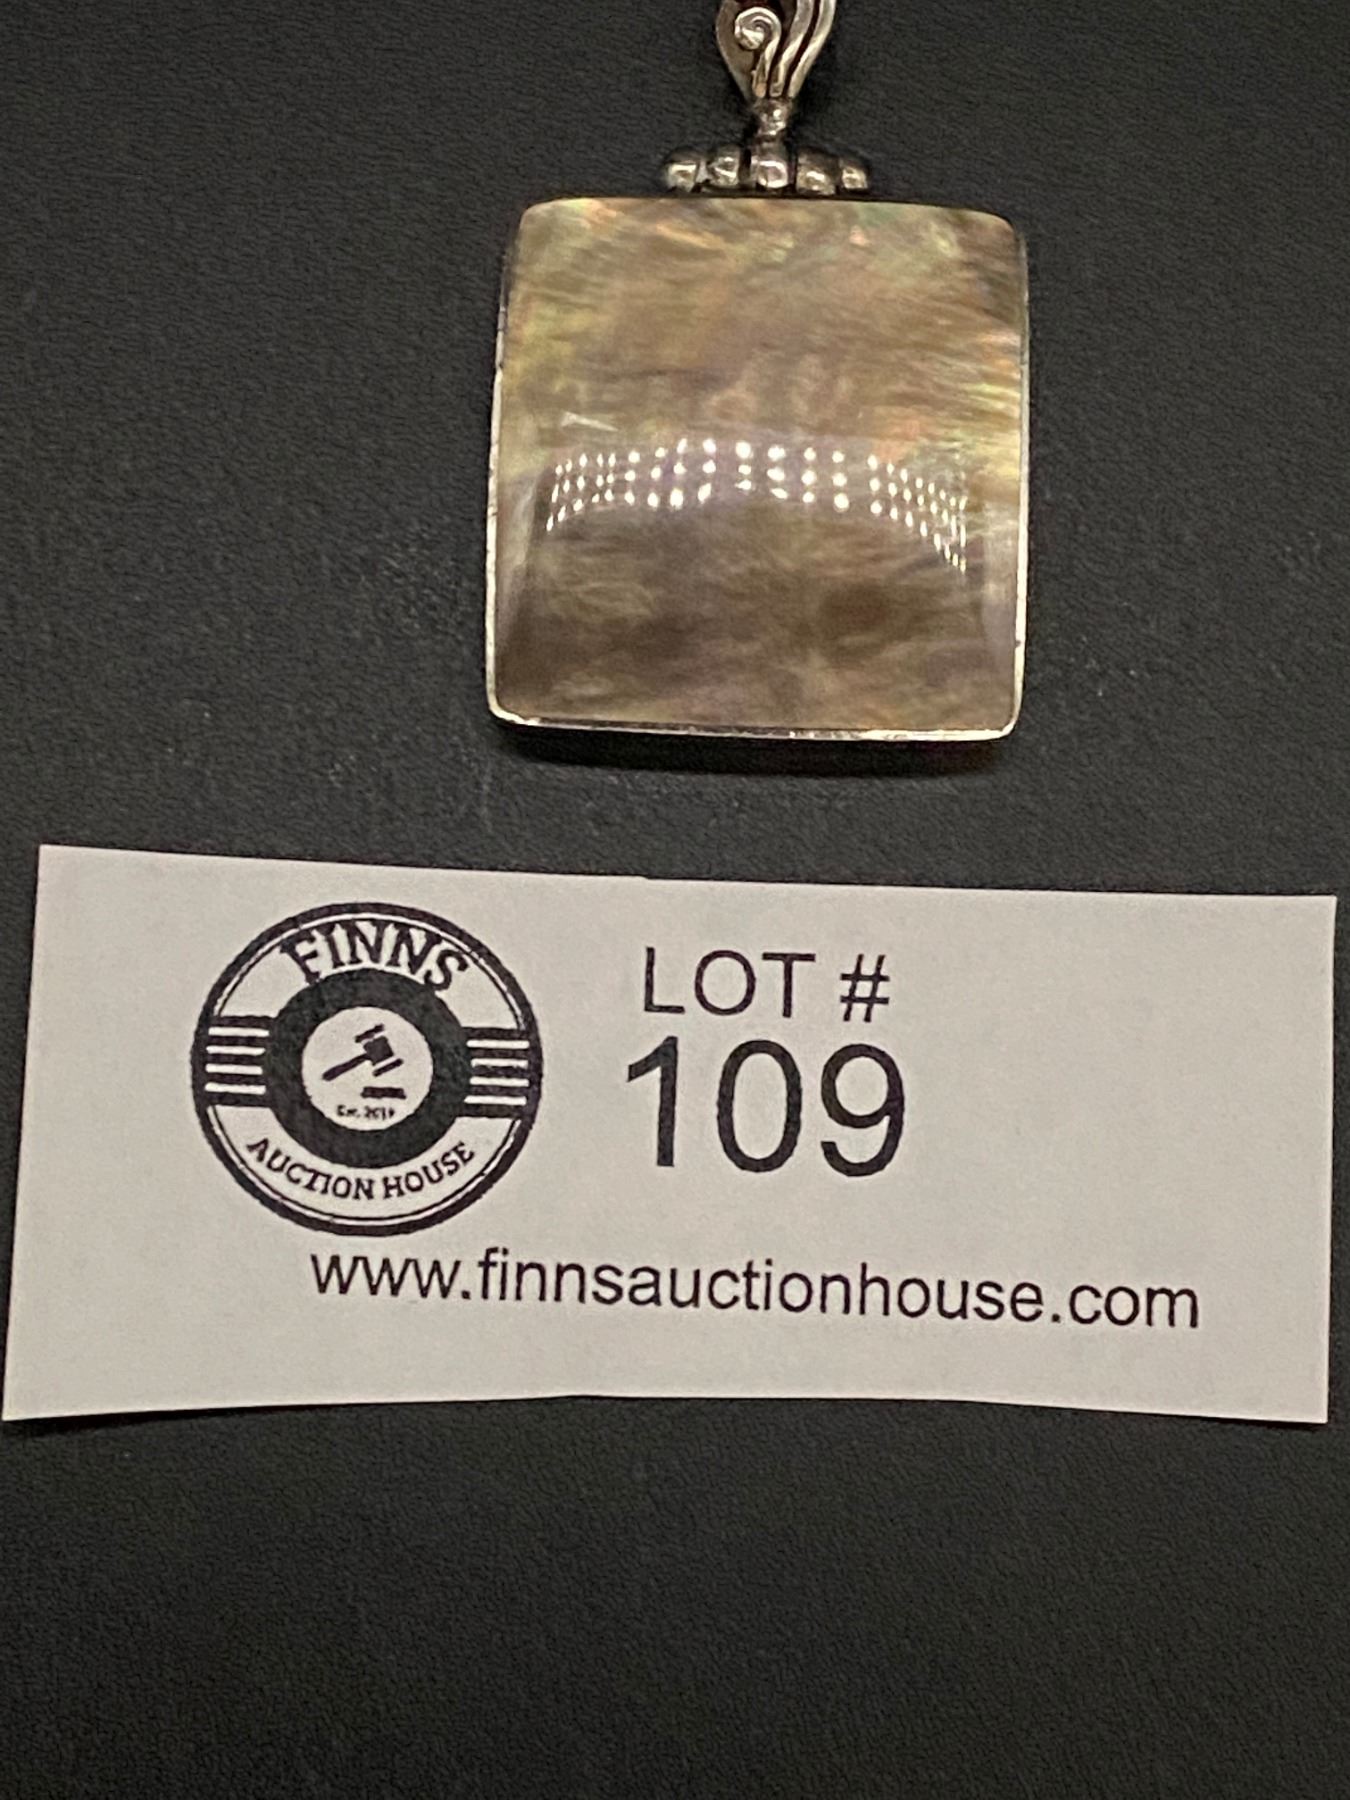 FINNS
AUCTION HOUSE
LOT #
109
www.finnsauctionhouse.com